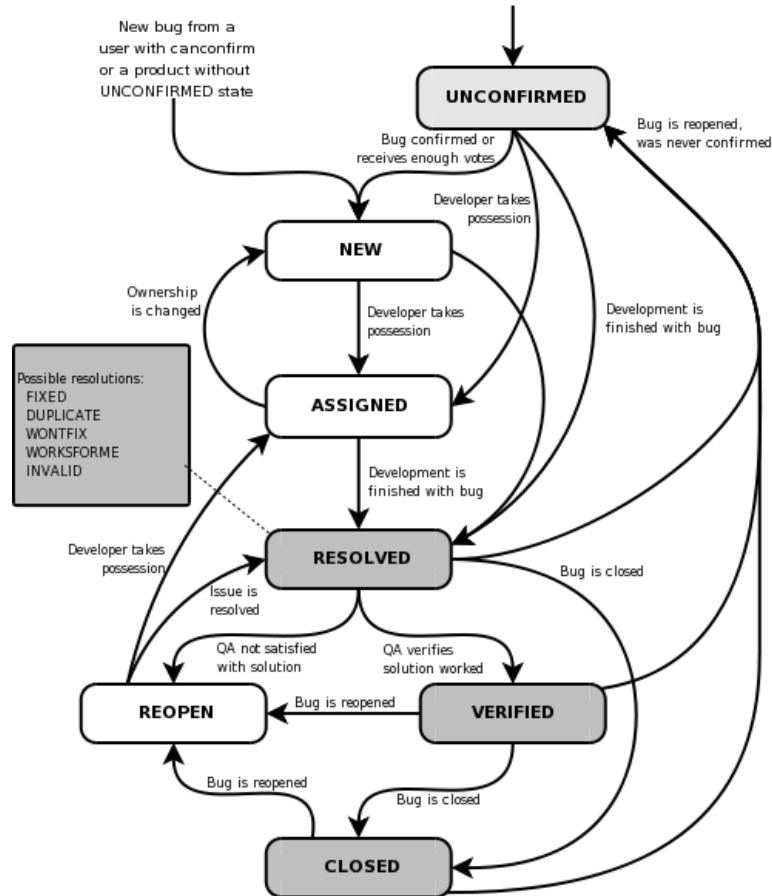 New bug from a
user with canconfirm
or a product without
UNCONFIRMED state
UNCONFIRMED
Bug is reopened,
was never confirmed
Bug confirmed or
receives enough votes
Developer takes
possession
NEW
Ownership
is changed
Developer takes
possession
Development is
finished with bug
Possible resolutions:
FIXED
DUPLICATE
WONTFIX
WORKSFORME
INVALID
ASSIGNED
Development is
finished with bug
Developer takes
possession
RESOLVED
Bug is closed
Issue is
resolved
QA not satisfied
with solution
QA verifies
solution worked
REOPEN
Bug is reopened
VERIFIED
Bug is reopened
Bug is closed
CLOSED